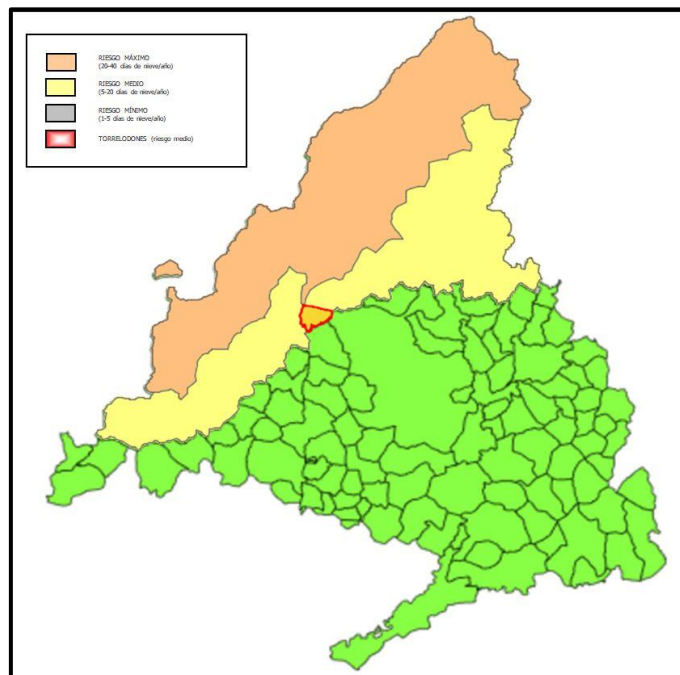 RIESGO MÁXIMO
(20-40 días de nieve/año)
RIESGO MEDIO
(5-20 días de nieve/año)
RIESGO MÍNIMO
(1-5 días de nieve/año)
TORRELODONES (riesgo medio)